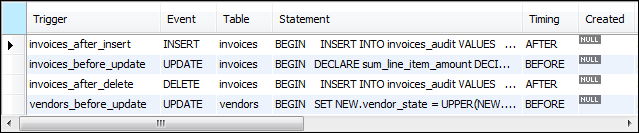 Trigger Event Table Statement Timing Created
invoices_after_insert INSERT invoices BEGIN INSERT INTO invoices_audit VALUES ... AFTER NULL
invoices_before_update UPDATE invoices BEGIN DECLARE sum_line_item_amount DECI... BEFORE NULL
invoices_after_delete DELETE invoices BEGIN INSERT INTO invoices_audit VALUES ... AFTER NULL
vendors_before_update UPDATE vendors BEGIN SET NEW.vendor_state = UPPER(NEW.... BEFORE NULL